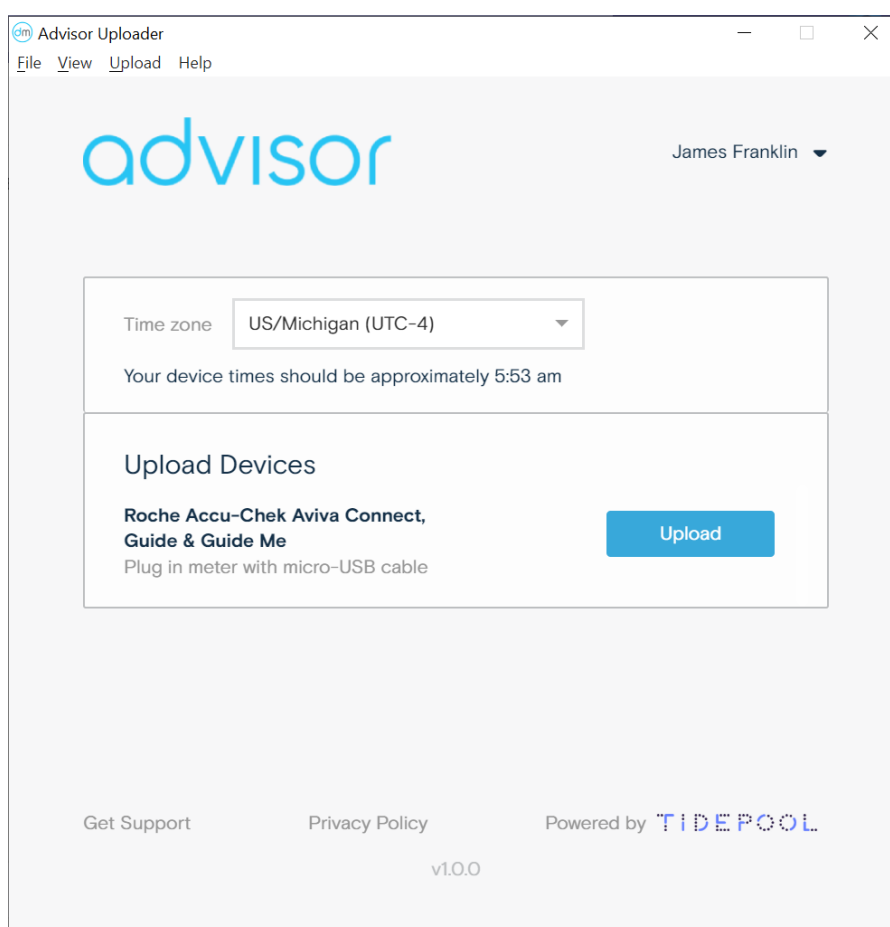 dm Advisor Uploader
File View Upload Help
advisor
James Franklin
Time zone US/Michigan (UTC-4)
Your device times should be approximately 5:53 am
Upload Devices
Roche Accu-Chek Aviva Connect,
Guide & Guide Me
Plug in meter with micro-USB cable
Upload
Get Support Privacy Policy Powered by TIDEPOOL
v1.0.0